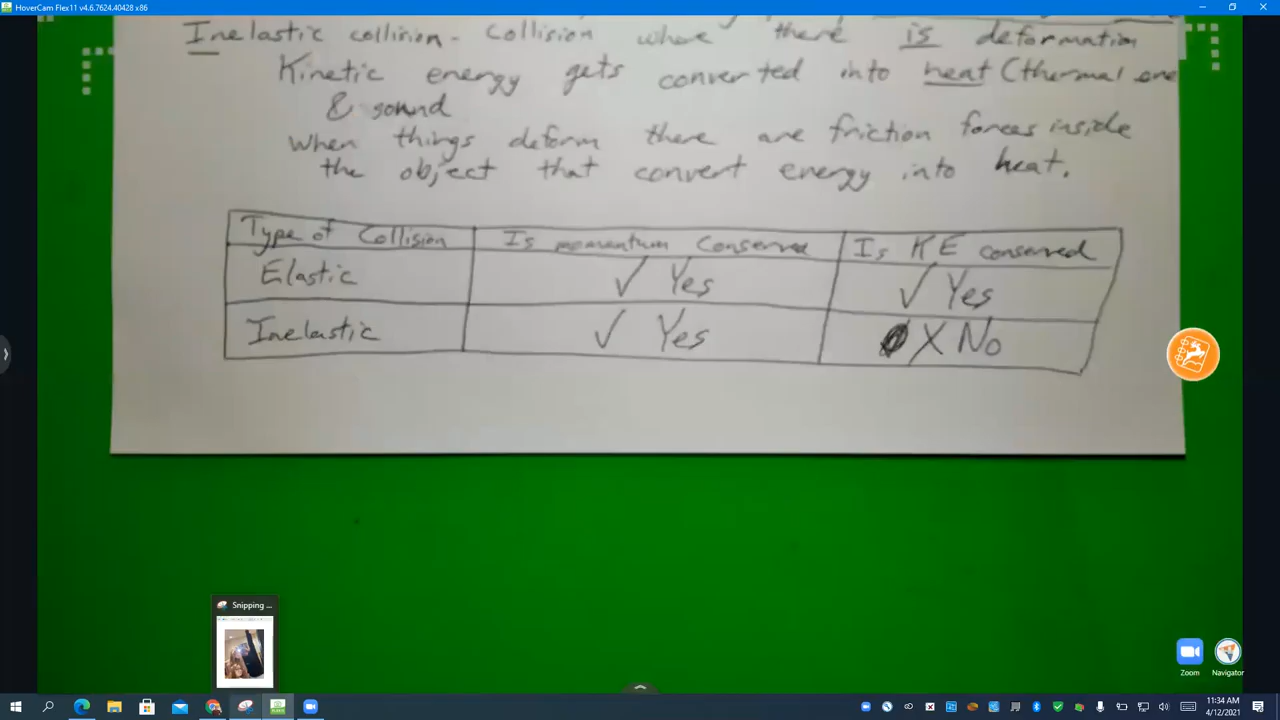 HoverCam Flex11 v4.6.7624.40428 x86
Inelastic collision - Collision where there is deformation
Kinetic energy gets converted into heat (thermal ene
& sound
When things deform there are friction forces inside
the object that convert energy into heat.
Type of Collision Is momentum Conserved Is KE conserved
Elastic ✓ Yes ✓ Yes
Inelastic ✓ Yes X No
Snipping ...
Zoom
Navigator
11:34 AM
4/12/2021